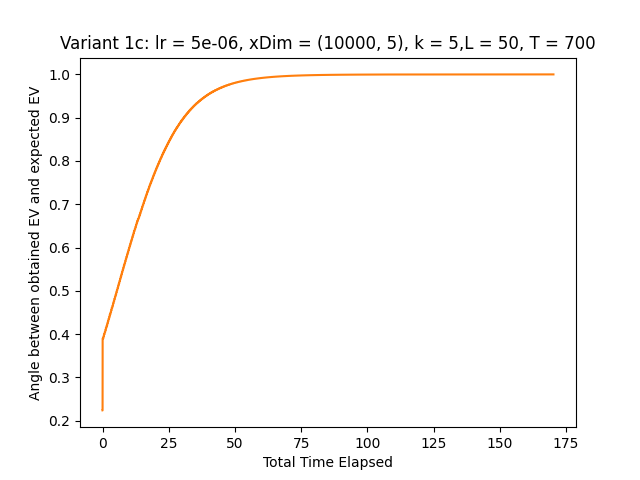 Variant 1c: lr = 5e-06, xDim = (10000, 5), k = 5,L = 50, T = 700
Angle between obtained EV and expected EV
1.0
0.9
0.8
0.7
0.6
0.5
0.4
0.3
0.2
0 25 50 75 100 125 150 175
Total Time Elapsed